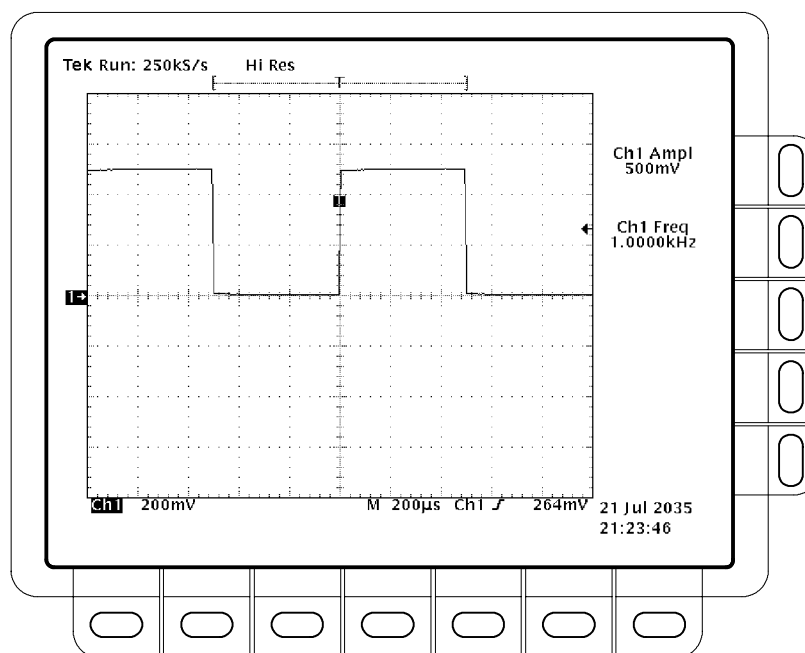 Tek Run: 250kS/s Hi Res
T
Ch1 Ampl
500mV
Ch1 Freq
1.0000kHz
1→
Ch1 200mV M 200µs Ch1 264mV
21 Jul 2035
21:23:46